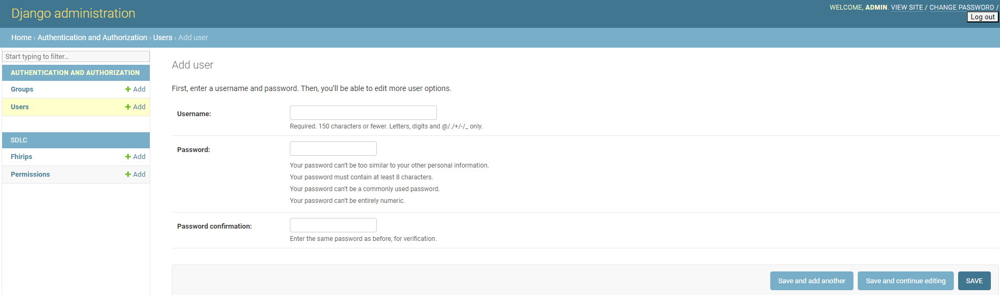 Django administration
WELCOME, ADMIN. VIEW SITE / CHANGE PASSWORD /
Log out
Home › Authentication and Authorization › Users › Add user
Start typing to filter...
AUTHENTICATION AND AUTHORIZATION
Groups + Add
Users + Add
SDLC
Fhirips + Add
Permissions + Add
Add user
First, enter a username and password. Then, you'll be able to edit more user options.
Username:
Required. 150 characters or fewer. Letters, digits and @/./+/-/_ only.
Password:
Your password can't be too similar to your other personal information.
Your password must contain at least 8 characters.
Your password can't be a commonly used password.
Your password can't be entirely numeric.
Password confirmation:
Enter the same password as before, for verification.
Save and add another
Save and continue editing
SAVE